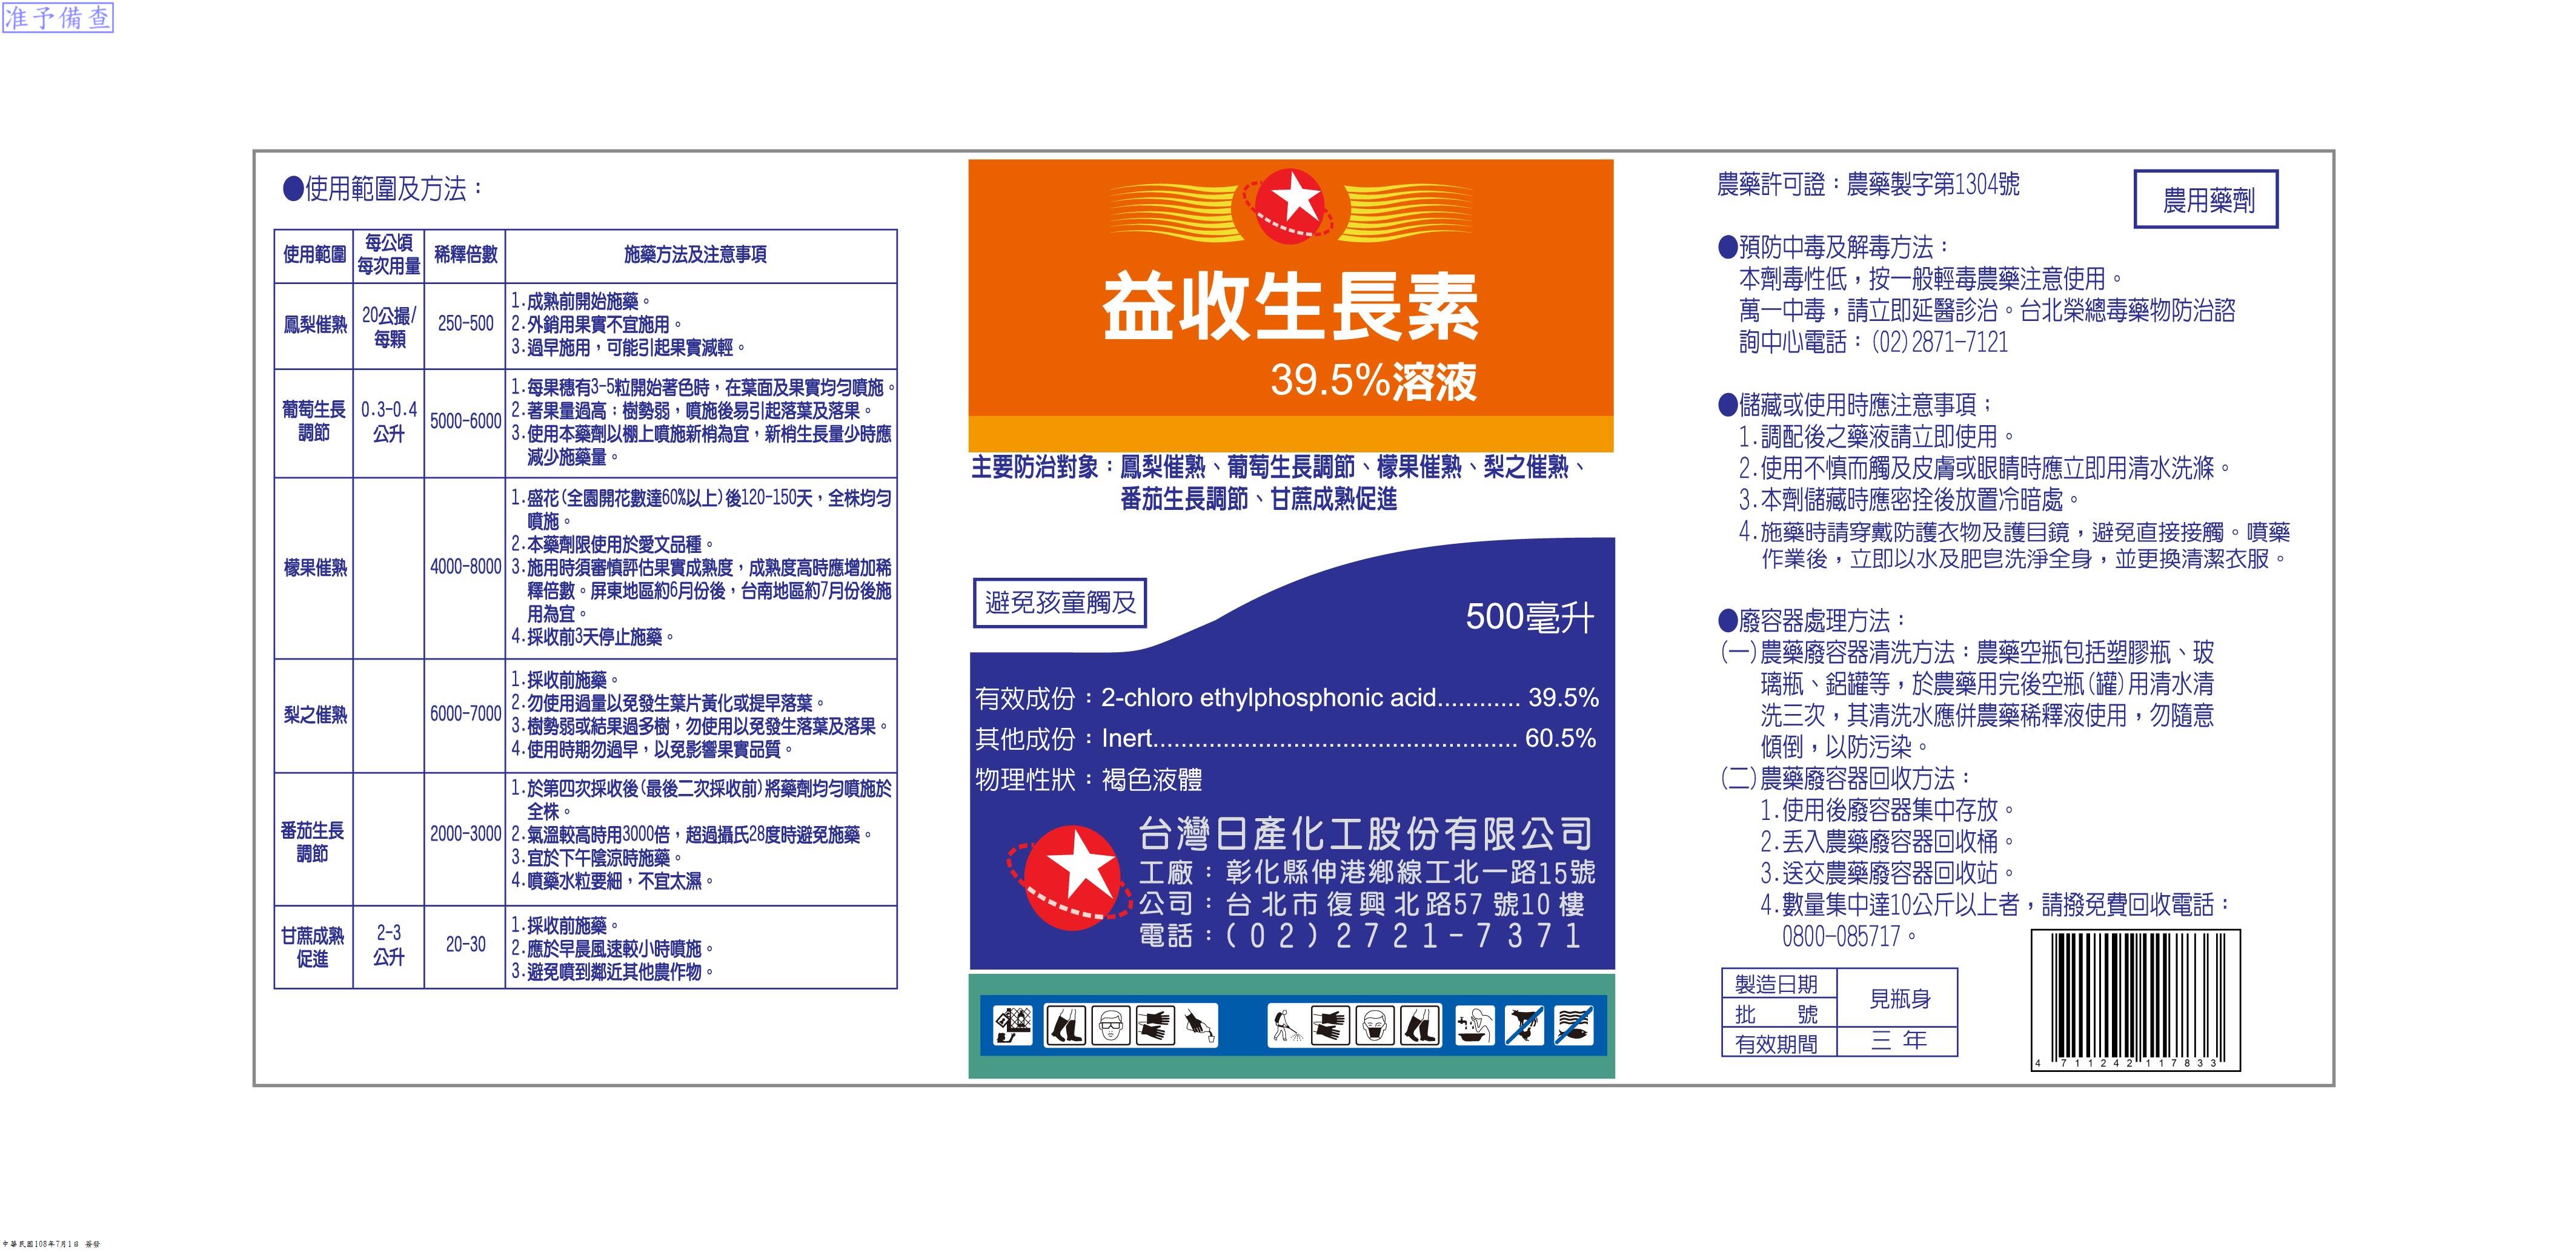 准予備查
●使用範圍及方法：
使用範圍 每公頃每次用量 稀釋倍數 施藥方法及注意事項
鳳梨催熟 20公撮/每顆 250-500
1.成熟前開始施藥。
2.外銷用果實不宜施用。
3.過早施用，可能引起果實減輕。
葡萄生長調節 0.3-0.4公升 5000-6000
1.每果穗有3-5粒開始著色時，在葉面及果實均勻噴施。
2.著果量過高；樹勢弱，噴施後易引起落葉及落果。
3.使用本藥劑以棚上噴施新梢為宜，新梢生長量少時應
減少施藥量。
檬果催熟 4000-8000
1.盛花(全園開花數達60%以上)後120-150天，全株均勻
噴施。
2.本藥劑限使用於愛文品種。
3.施用時須審慎評估果實成熟度，成熟度高時應增加稀
釋倍數。屏東地區約6月份後，台南地區約7月份後施
用為宜。
4.採收前3天停止施藥。
梨之催熟 6000-7000
1.採收前施藥。
2.勿使用過量以免發生葉片黃化或提早落葉。
3.樹勢弱或結果過多樹，勿使用以免發生落葉及落果。
4.使用時期勿過早，以免影響果實品質。
番茄生長調節 2000-3000
1.於第四次採收後(最後二次採收前)將藥劑均勻噴施於
全株。
2.氣溫較高時用3000倍，超過攝氏28度時避免施藥。
3.宜於下午陰涼時施藥。
4.噴藥水粒要細，不宜太濕。
甘蔗成熟促進 2-3公升 20-30
1.採收前施藥。
2.應於早晨風速較小時噴施。
3.避免噴到鄰近其他農作物。
益收生長素
39.5%溶液
主要防治對象：鳳梨催熟、葡萄生長調節、檬果催熟、梨之催熟、
番茄生長調節、甘蔗成熟促進
避免孩童觸及
500毫升
有效成份：2-chloro ethylphosphonic acid............ 39.5%
其他成份：Inert.................................................... 60.5%
物理性狀：褐色液體
台灣日產化工股份有限公司
工廠：彰化縣伸港鄉線工北一路15號
公司：台北市復興北路57號10樓
電話：(02)2721-7371
農藥許可證：農藥製字第1304號
農用藥劑
●預防中毒及解毒方法：
本劑毒性低，按一般輕毒農藥注意使用。
萬一中毒，請立即延醫診治。台北榮總毒藥物防治諮
詢中心電話：(02)2871-7121
●儲藏或使用時應注意事項；
1.調配後之藥液請立即使用。
2.使用不慎而觸及皮膚或眼睛時應立即用清水洗滌。
3.本劑儲藏時應密拴後放置冷暗處。
4.施藥時請穿戴防護衣物及護目鏡，避免直接接觸。噴藥
作業後，立即以水及肥皂洗淨全身，並更換清潔衣服。
●廢容器處理方法：
(一)農藥廢容器清洗方法：農藥空瓶包括塑膠瓶、玻
璃瓶、鋁罐等，於農藥用完後空瓶(罐)用清水清
洗三次，其清洗水應併農藥稀釋液使用，勿隨意
傾倒，以防污染。
(二)農藥廢容器回收方法：
1.使用後廢容器集中存放。
2.丟入農藥廢容器回收桶。
3.送交農藥廢容器回收站。
4.數量集中達10公斤以上者，請撥免費回收電話：
0800-085717。
製造日期 見瓶身
批號
有效期間 三年
4 711242 117833
中華民國108年7月1日 簽發